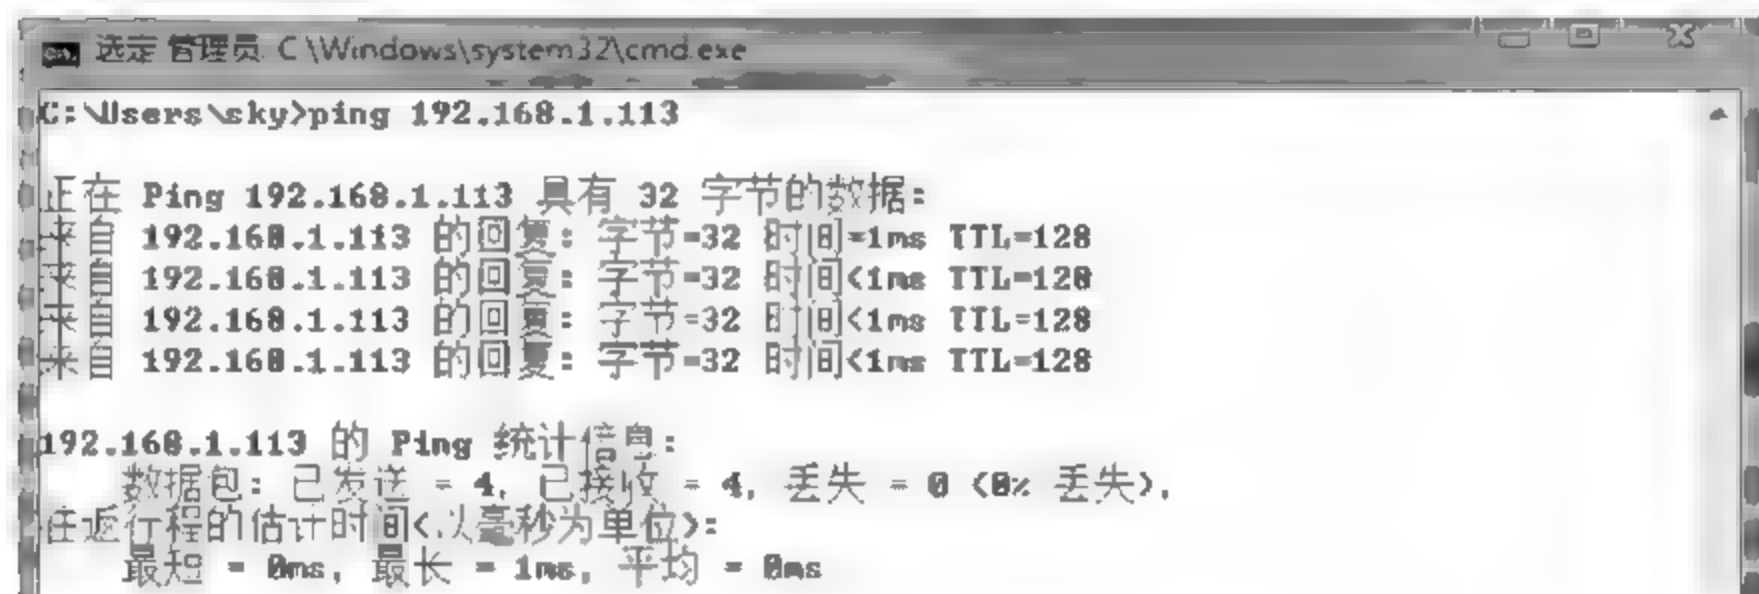 选定 管理员: C:\Windows\system32\cmd.exe
C:\Users\sky>ping 192.168.1.113
正在 Ping 192.168.1.113 具有 32 字节的数据:
来自 192.168.1.113 的回复: 字节=32 时间=1ms TTL=128
来自 192.168.1.113 的回复: 字节=32 时间<1ms TTL=128
来自 192.168.1.113 的回复: 字节=32 时间<1ms TTL=128
来自 192.168.1.113 的回复: 字节=32 时间<1ms TTL=128
192.168.1.113 的 Ping 统计信息:
数据包: 已发送 = 4, 已接收 = 4, 丢失 = 0 (0% 丢失),
往返行程的估计时间(以毫秒为单位):
最短 = 0ms, 最长 = 1ms, 平均 = 0ms